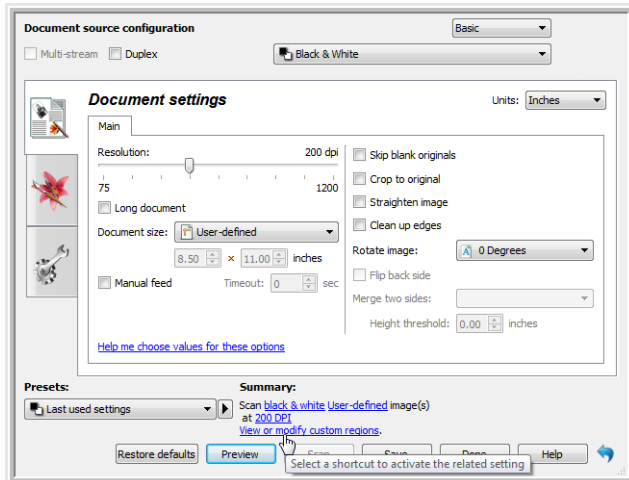 Document source configuration
Basic
Multi-stream
Duplex
Black & White
Document settings
Units:
Inches
Main
Resolution:
200 dpi
75
1200
Long document
Document size:
User-defined
8.50 × 11.00 inches
Manual feed
Timeout: 0 sec
Help me choose values for these options
Skip blank originals
Crop to original
Straighten image
Clean up edges
Rotate image:
0 Degrees
Flip back side
Merge two sides:
Height threshold: 0.00 inches
Presets:
Last used settings
Summary:
Scan black & white User-defined image(s)
at 200 DPI
View or modify custom regions.
Restore defaults
Preview
Scan
Save
Done
Help
Select a shortcut to activate the related setting